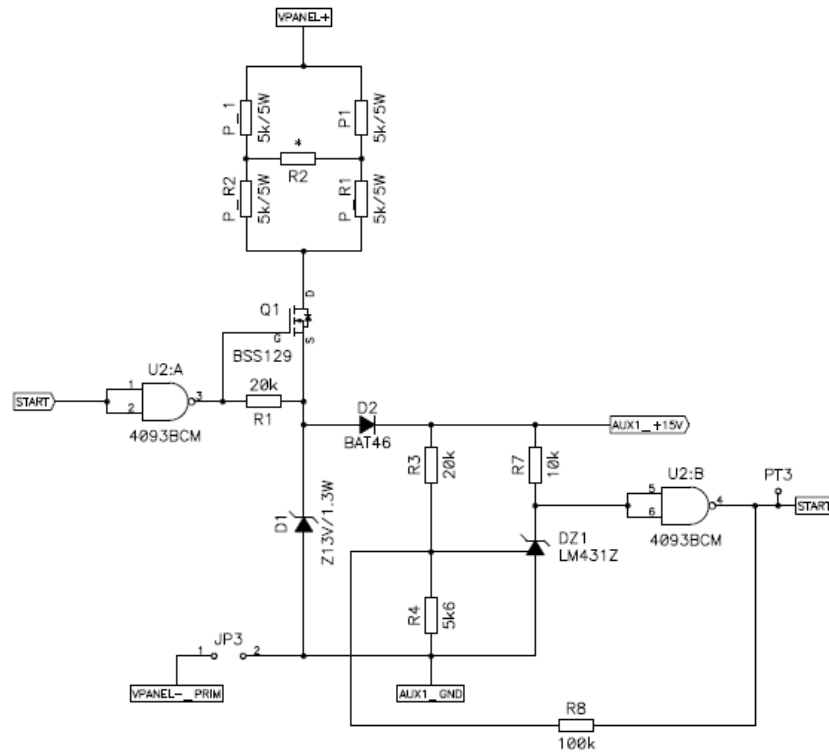 VPANEL+
P_1
5k/5W
P1
5k/5W
*
R2
P_R2
5k/5W
P_R1
5k/5W
Q1
D
G
S
BSS129
U2:A
START
1
2
3
4093BCM
20k
R1
D2
BAT46
AUX1_+15V
R3
20k
R7
10k
U2:B
5
6
4
4093BCM
PT3
START
D1
Z13V/1.3W
DZ1
LM431Z
R4
5k6
JP3
1
2
VPANEL-_PRIM
AUX1_GND
R8
100k